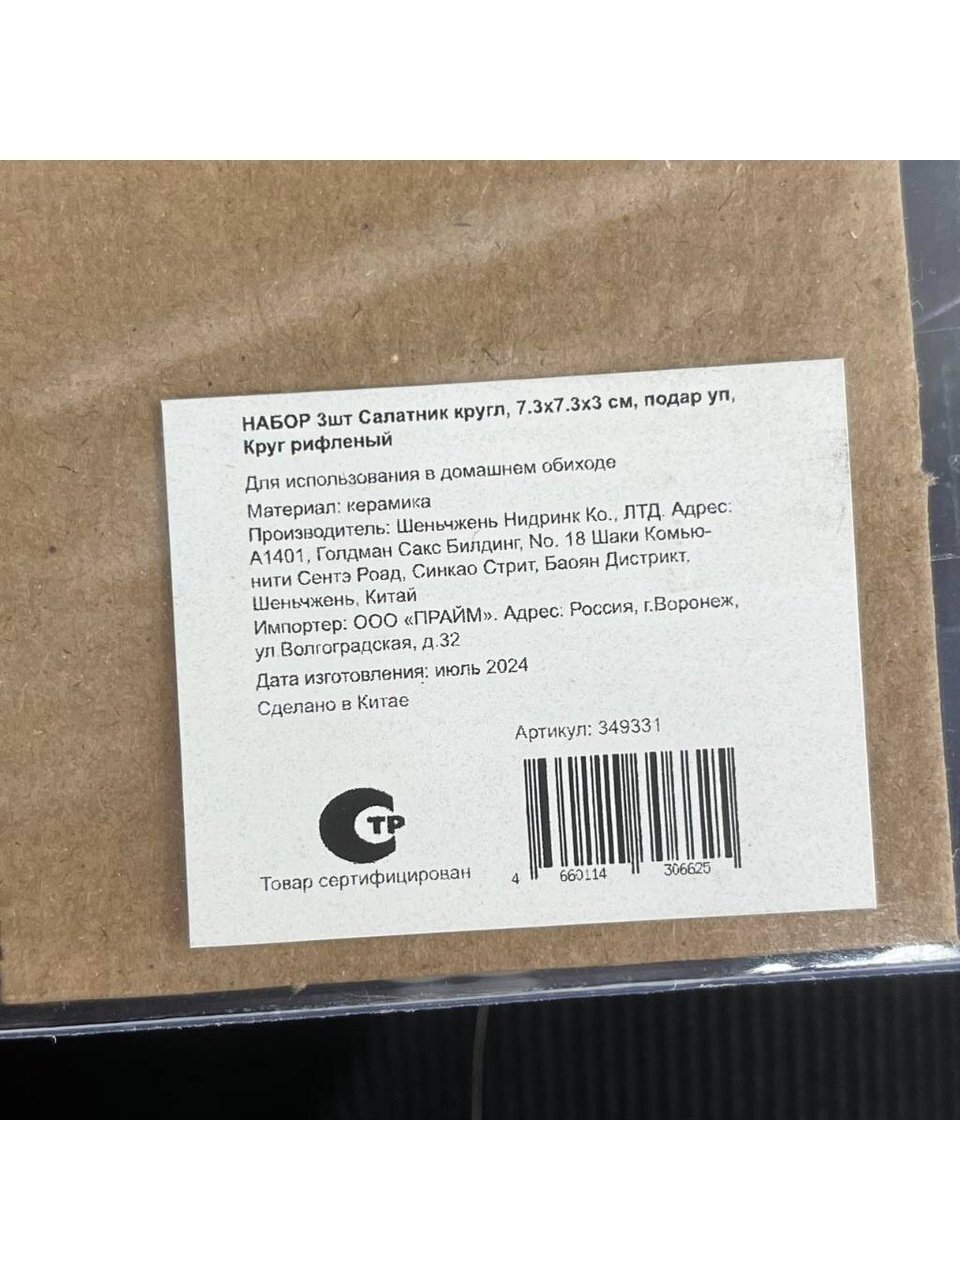 НАБОР 3шт Салатник кругл, 7.3х7.3х3 см, подар уп,
Круг рифленый
Для использования в домашнем обиходе
Материал: керамика
Производитель: Шеньчжень Нидринк Ко., ЛТД. Адрес:
А1401, Голдман Сакс Билдинг, No. 18 Шаки Комью-
нити Сентэ Роад, Синкао Стрит, Баоян Дистрикт,
Шеньчжень, Китай
Импортер: ООО «ПРАЙМ». Адрес: Россия, г.Воронеж,
ул.Волгоградская, д.32
Дата изготовления: июль 2024
Сделано в Китае
Артикул: 349331
СТР
Товар сертифицирован
4 660114 306625